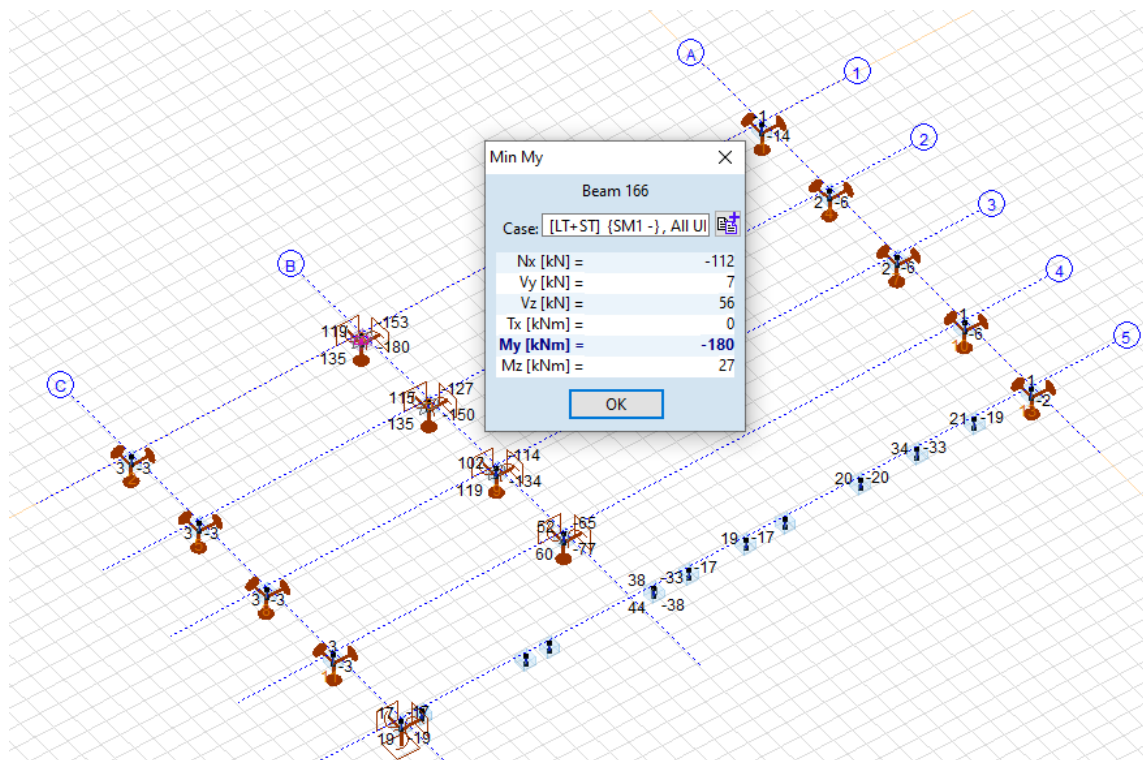 A
1
-1
-14
2
2
-6
3
2
-6
4
1
-6
5
1
-2
Min My
Beam 166
Case: [LT+ST] {SM1 -} , All Ul
Nx [kN] = -112
Vy [kN] = 7
Vz [kN] = 56
Tx [kNm] = 0
My [kNm] = -180
Mz [kNm] = 27
OK
B
119 -153
135 -180
115 -127
135 -150
102 -114
119 -134
52 -65
60 -77
C
3 -3
3 -3
3 -3
3
-3
21 -19
34 -33
20 -20
19 -17
-17
38 -33
44 -38
17 -17
19 -19